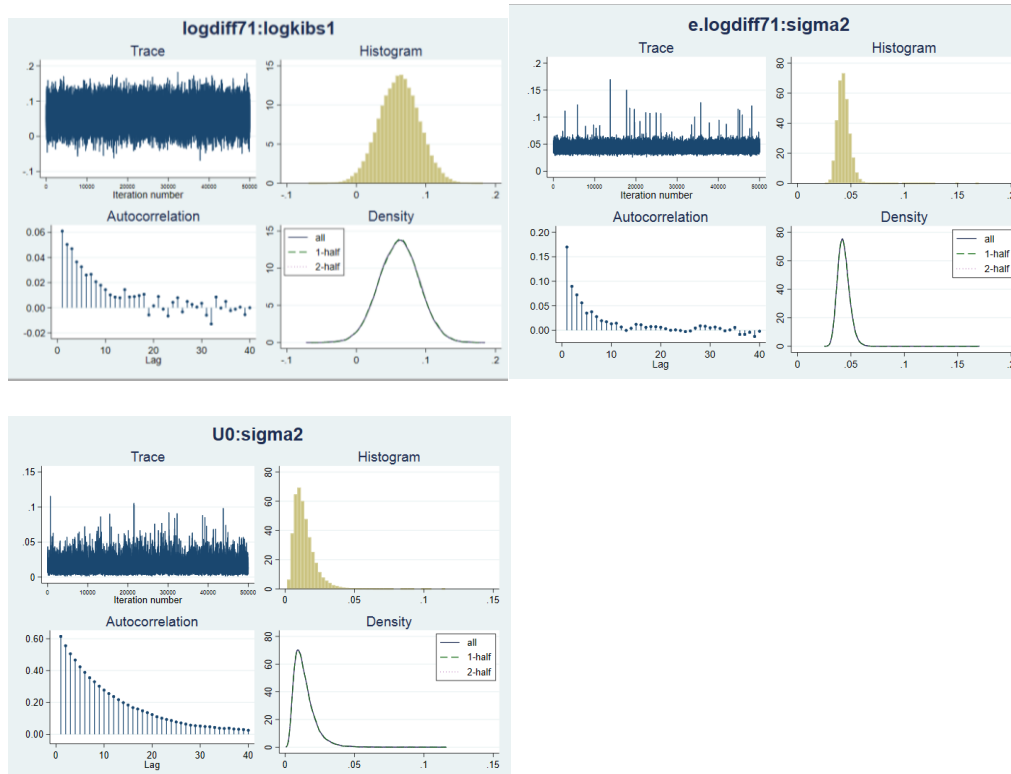 logdiff71:logkibs1
Trace
Histogram
.2
.1
0
-.1
0 10000 20000 30000 40000 50000
Iteration number
15
10
5
0
-.1 0 .1 .2
Autocorrelation
Density
0.06
0.04
0.02
0.00
-0.02
0 10 20 30 40
Lag
all
1-half
2-half
15
10
5
0
-.1 0 .1 .2
e.logdiff71:sigma2
Trace
Histogram
.2
.15
.1
.05
0
0 10000 20000 30000 40000 50000
Iteration number
80
60
40
20
0
0 .05 .1 .15 .2
Autocorrelation
Density
0.20
0.15
0.10
0.05
0.00
0 10 20 30 40
Lag
all
1-half
2-half
80
60
40
20
0
0 .05 .1 .15 .2
U0:sigma2
Trace
Histogram
.15
.1
.05
0
0 10000 20000 30000 40000 50000
Iteration number
80
60
40
20
0
0 .05 .1 .15
Autocorrelation
Density
0.60
0.40
0.20
0.00
0 10 20 30 40
Lag
all
1-half
2-half
80
60
40
20
0
0 .05 .1 .15